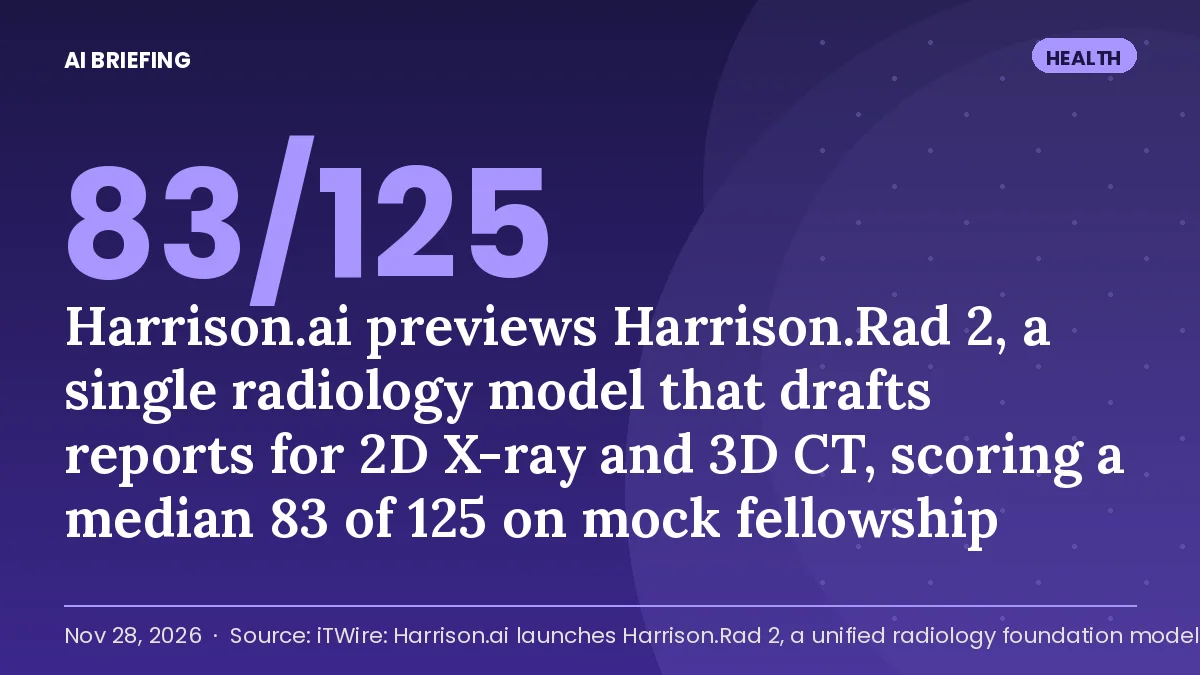 AI BRIEFING
HEALTH
83/125
Harrison.ai previews Harrison.Rad 2, a
single radiology model that drafts
reports for 2D X-ray and 3D CT, scoring a
median 83 of 125 on mock fellowship
Nov 28, 2026 · Source: iTWire: Harrison.ai launches Harrison.Rad 2, a unified radiology foundation model